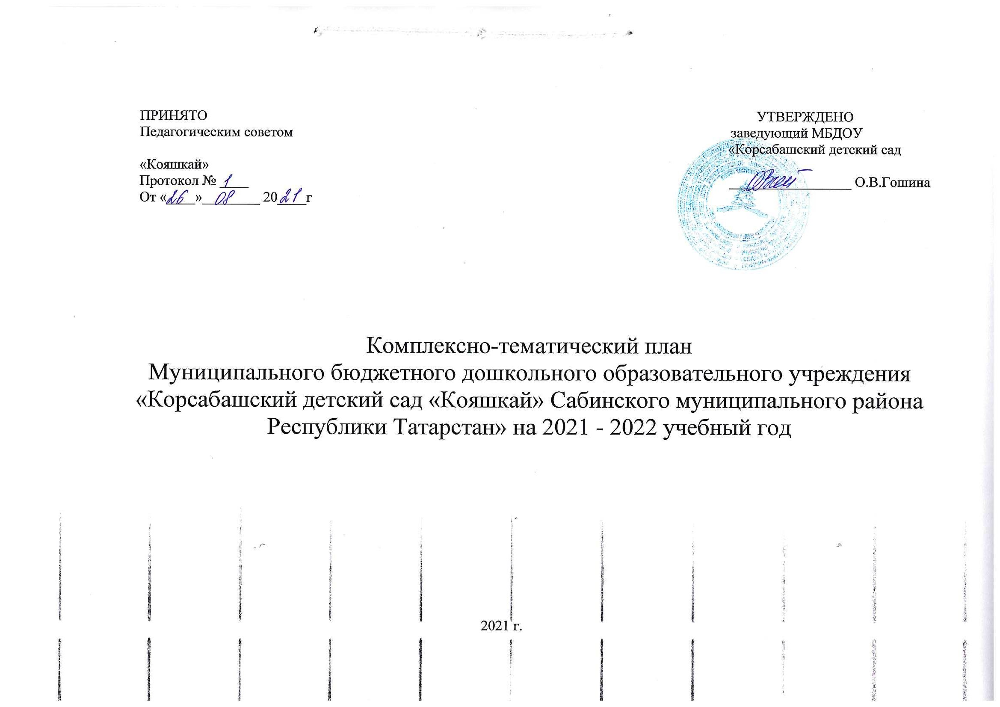 ПРИНЯТО
Педагогическим советом
«Кояшкай»
Протокол № 1
От «26» 08 2021 г
УТВЕРЖДЕНО
заведующий МБДОУ
«Корсабашский детский сад
О.В.Гошина
Комплексно-тематический план
Муниципального бюджетного дошкольного образовательного учреждения
«Корсабашский детский сад «Кояшкай» Сабинского муниципального района
Республики Татарстан» на 2021 - 2022 учебный год
2021 г.